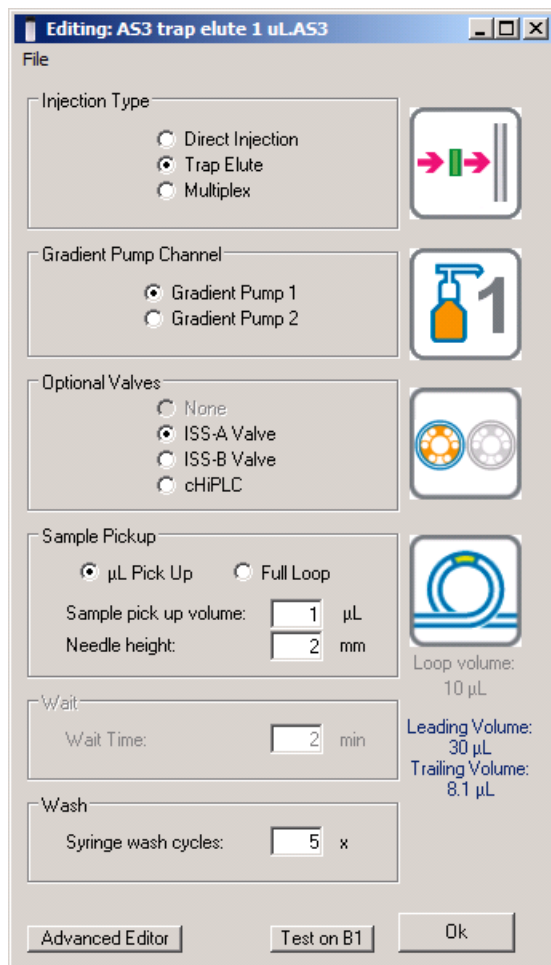 Editing: AS3 trap elute 1 uL.AS3
File
Injection Type
Direct Injection
Trap Elute
Multiplex
Gradient Pump Channel
Gradient Pump 1
Gradient Pump 2
1
Optional Valves
None
ISS-A Valve
ISS-B Valve
cHiPLC
Sample Pickup
µL Pick Up Full Loop
Sample pick up volume: 1 µL
Needle height: 2 mm
Loop volume:
10 µL
Wait
Wait Time: 2 min
Leading Volume:
30 µL
Trailing Volume:
8.1 µL
Wash
Syringe wash cycles: 5 x
Advanced Editor Test on B1 Ok